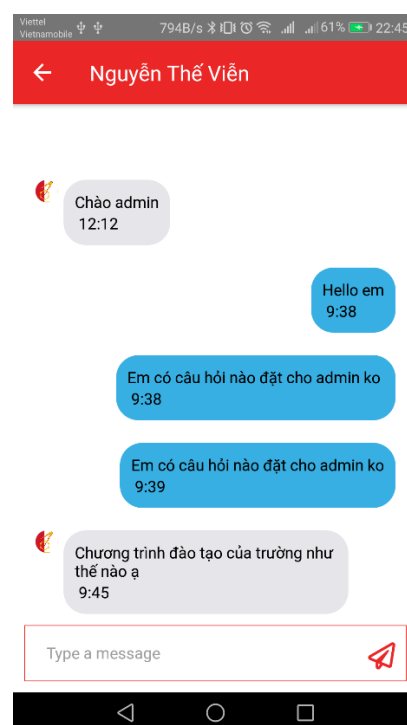 Viettel
Vietnamobile
794B/s 61% 22:45
Nguyễn Thế Viễn
Chào admin
12:12
Hello em
9:38
Em có câu hỏi nào đặt cho admin ko
9:38
Em có câu hỏi nào đặt cho admin ko
9:39
Chương trình đào tạo của trường như
thế nào ạ
9:45
Type a message